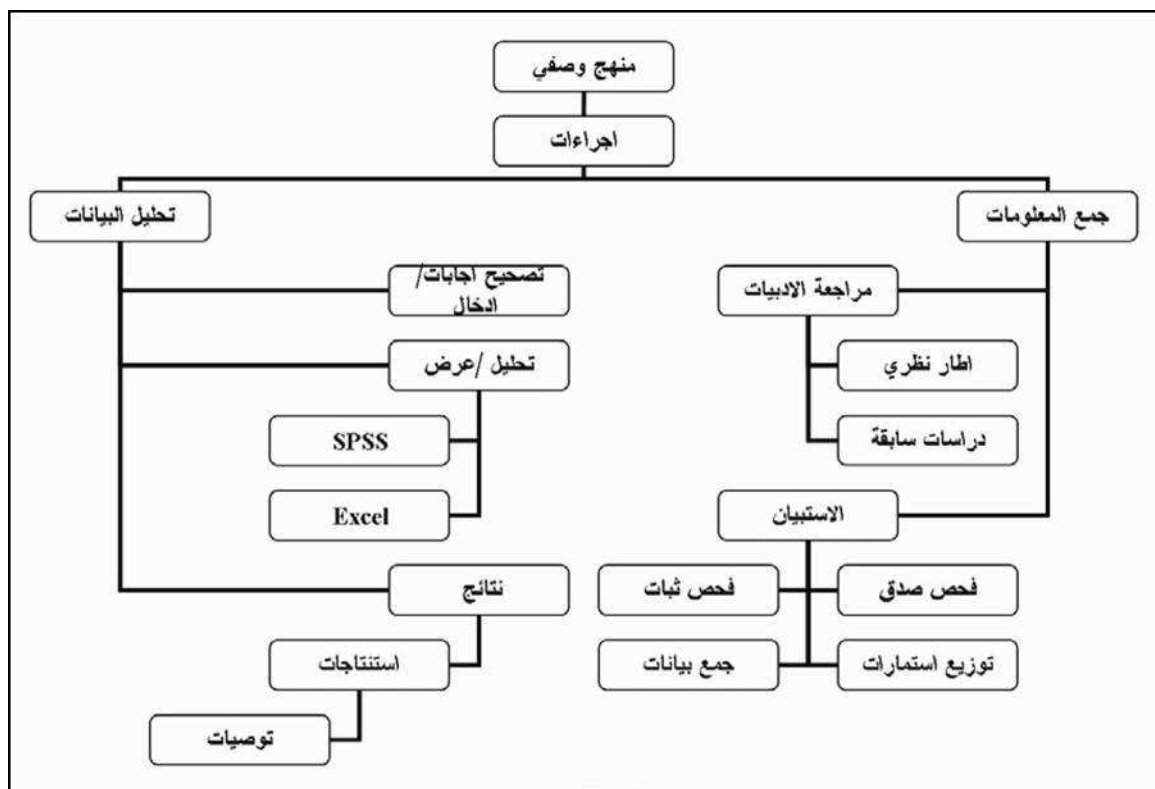 منهج وصفي
اجراءات
جمع المعلومات
تحليل البيانات
مراجعة الادبيات
تصحيح اجابات/
ادخال
اطار نظري
تحليل /عرض
دراسات سابقة
SPSS
الاستبيان
Excel
فحص صدق
فحص ثبات
نتائج
توزيع استمارات
جمع بيانات
استنتاجات
توصيات